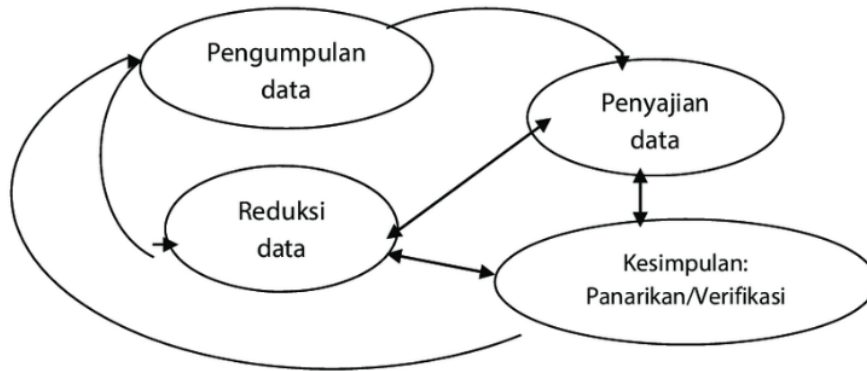 Pengumpulan
data
Penyajian
data
Reduksi
data
Kesimpulan:
Panarikan/Verifikasi